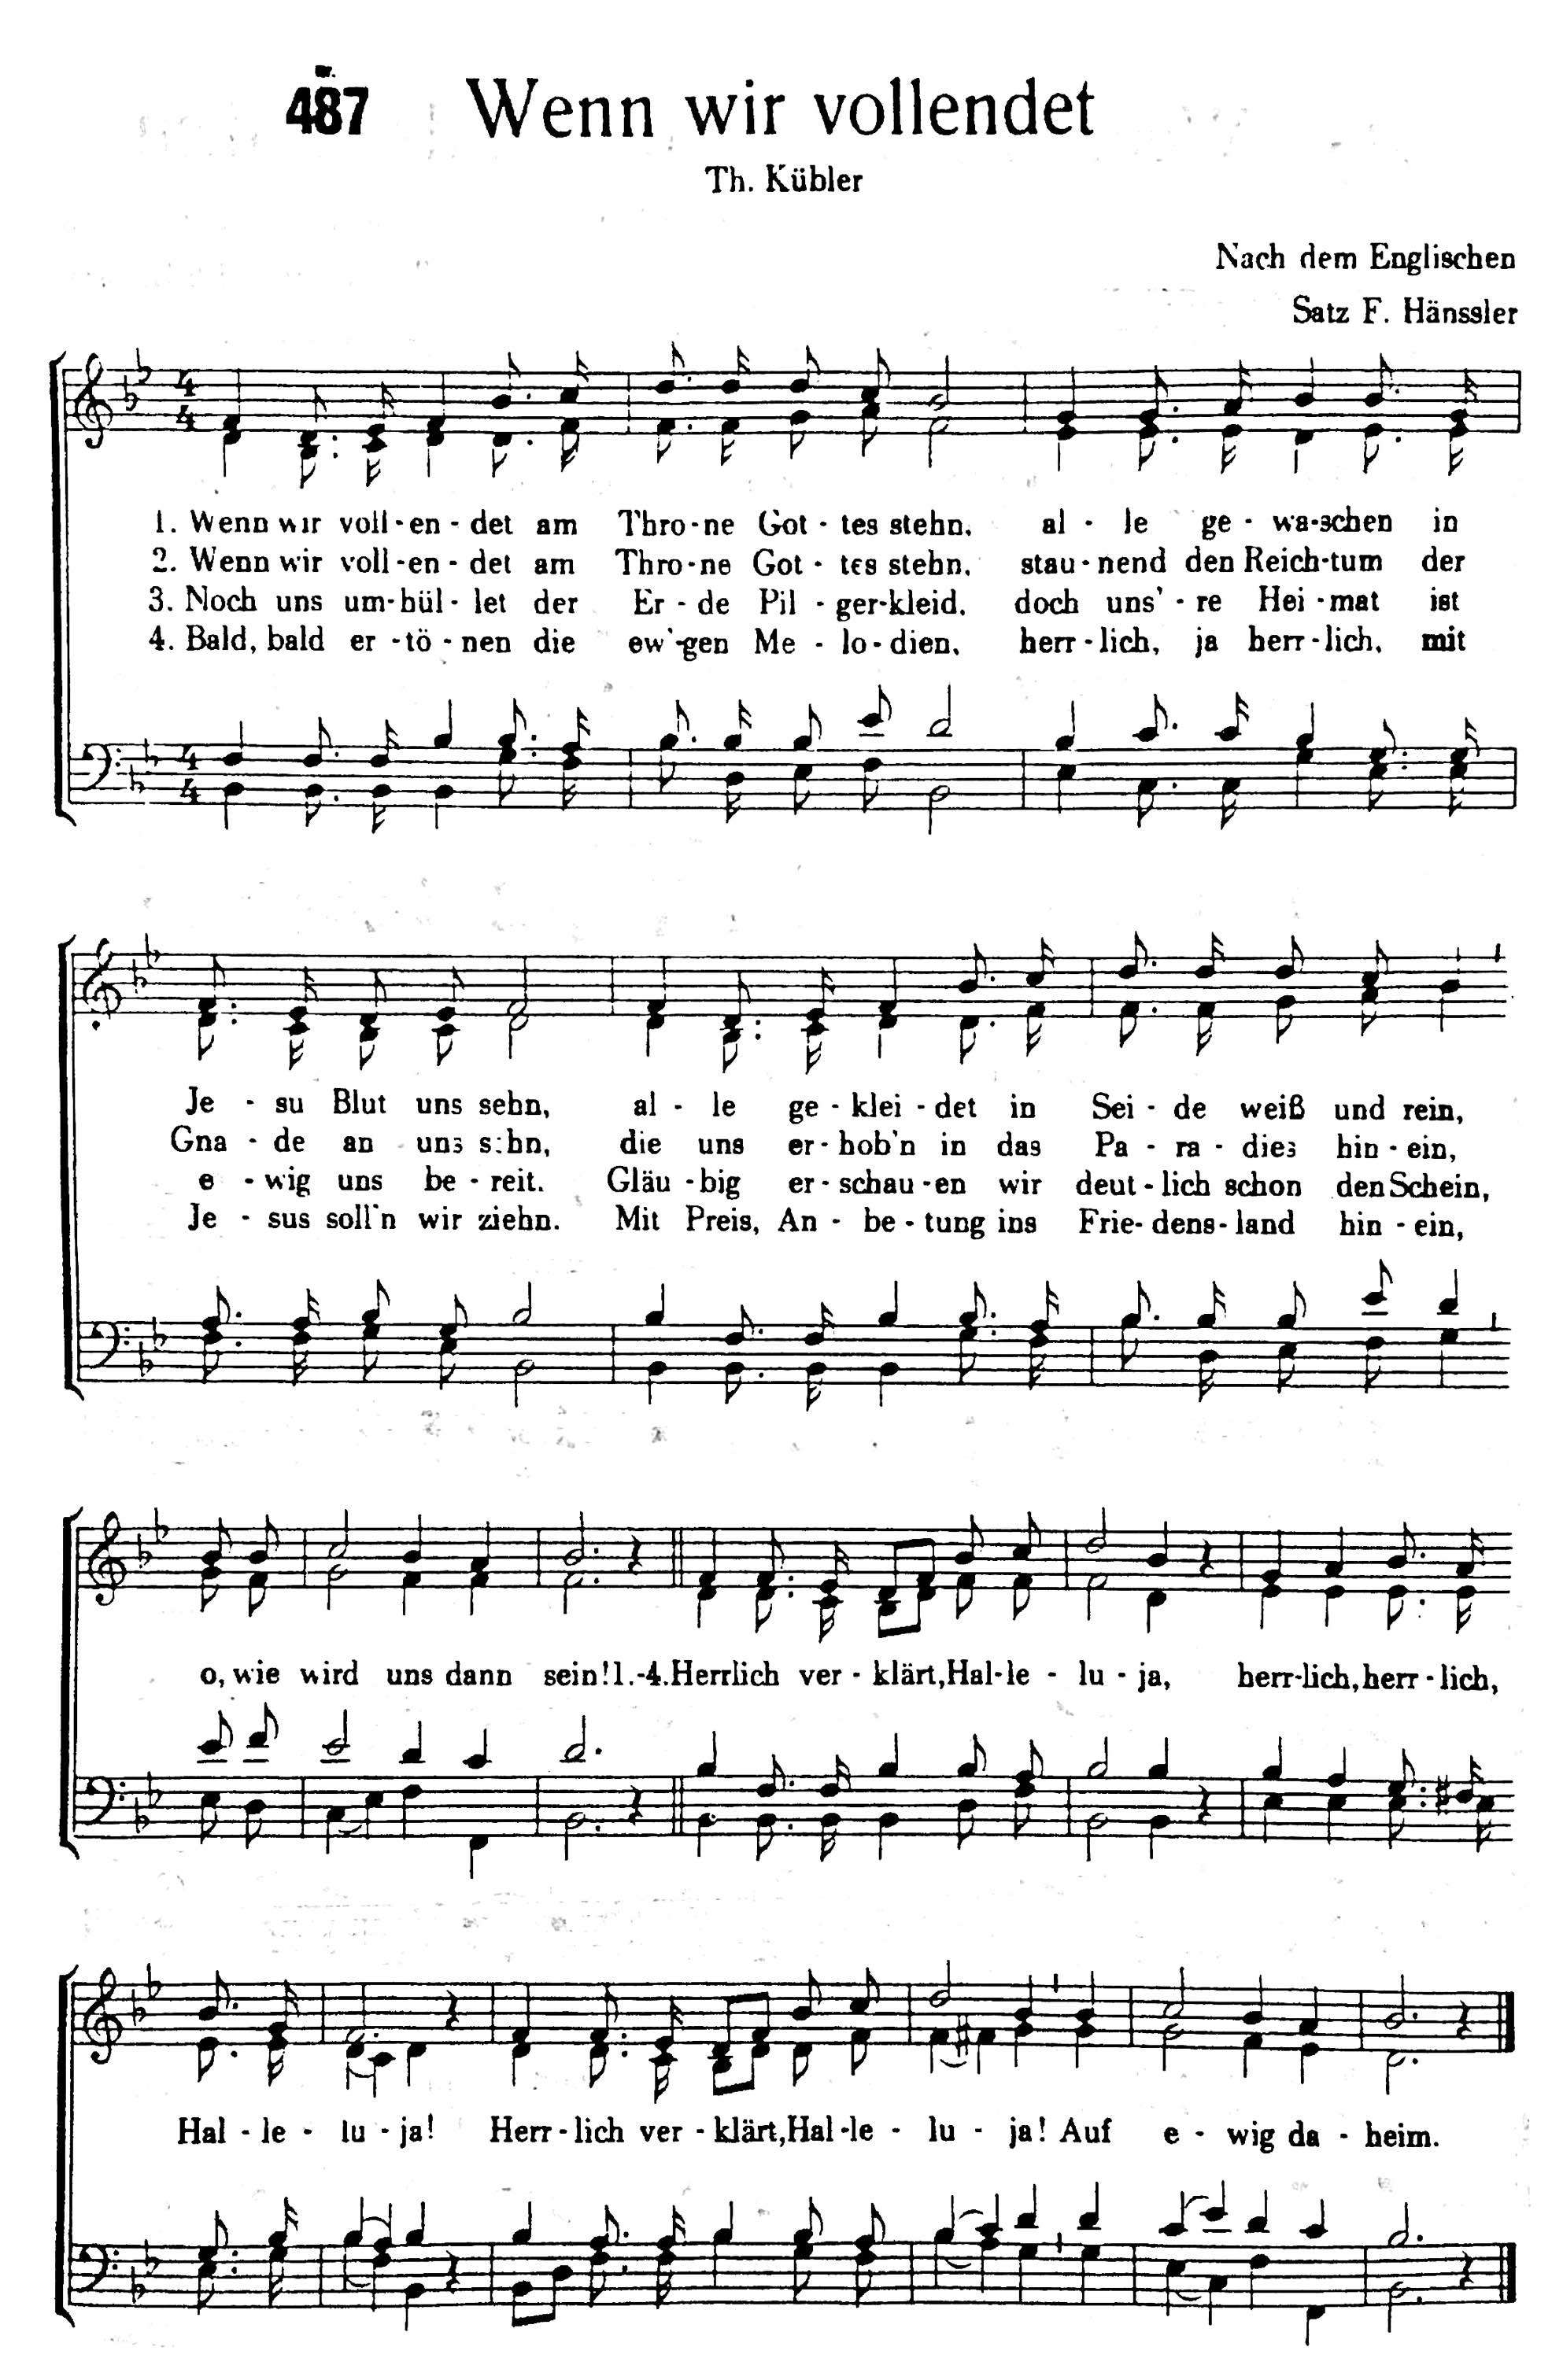 Nr.
487 Wenn wir vollendet
Th. Kübler
Nach dem Englischen
Satz F. Hänssler
4
4
1. Wenn wir voll-en-det am Thro-ne Got-tes stehn, al-le ge-wa-schen in
2. Wenn wir voll-en-det am Thro-ne Got-tes stehn, stau-nend den Reich-tum der
3. Noch uns um-hül-let der Er-de Pil-ger-kleid, doch uns'-re Hei-mat ist
4. Bald, bald er-tö-nen die ew'-gen Me-lo-dien, herr-lich, ja herr-lich, mit
4
4
Je-su Blut uns sehn, al-le ge-klei-det in Sei-de weiß und rein,
Gna-de an uns sehn, die uns er-hob'n in das Pa-ra-dies hin-ein,
e-wig uns be-reit. Gläu-big er-schau-en wir deut-lich schon den Schein,
Je-sus soll'n wir ziehn. Mit Preis, An-be-tung ins Frie-dens-land hin-ein,
o, wie wird uns dann sein! 1.-4. Herrlich ver-klärt, Hal-le-lu-ja, herr-lich, herr-lich,
Hal-le-lu-ja! Herr-lich ver-klärt, Hal-le-lu-ja! Auf e-wig da-heim.